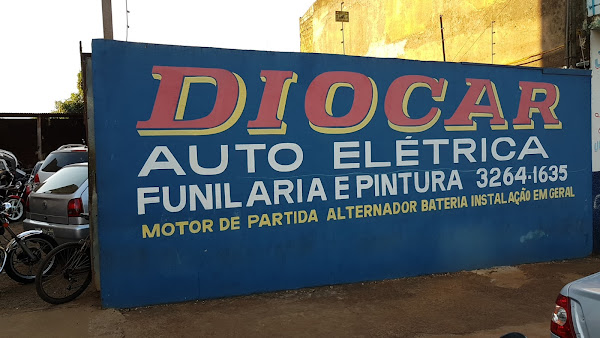 DIOCAR
AUTO ELÉTRICA
FUNILARIA E PINTURA 3264-1635
MOTOR DE PARTIDA ALTERNADOR BATERIA INSTALAÇÃO EM GERAL